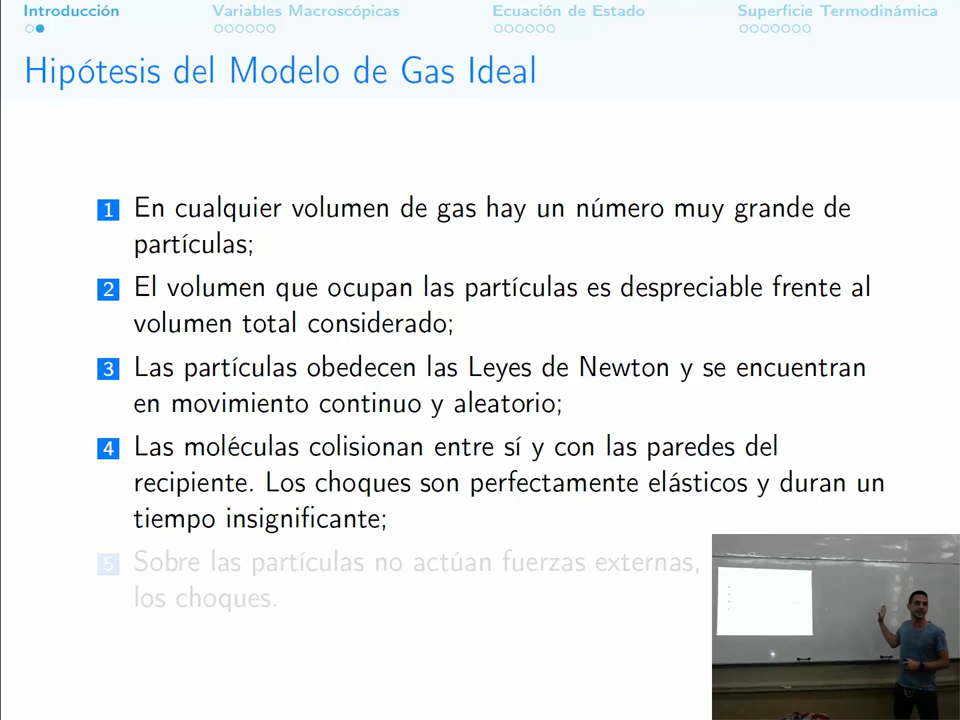 Introducción
Variables Macroscópicas
Ecuación de Estado
Superficie Termodinámica
Hipótesis del Modelo de Gas Ideal
1 En cualquier volumen de gas hay un número muy grande de
partículas;
2 El volumen que ocupan las partículas es despreciable frente al
volumen total considerado;
3 Las partículas obedecen las Leyes de Newton y se encuentran
en movimiento continuo y aleatorio;
4 Las moléculas colisionan entre sí y con las paredes del
recipiente. Los choques son perfectamente elásticos y duran un
tiempo insignificante;
5 Sobre las partículas no actúan fuerzas externas,
los choques.